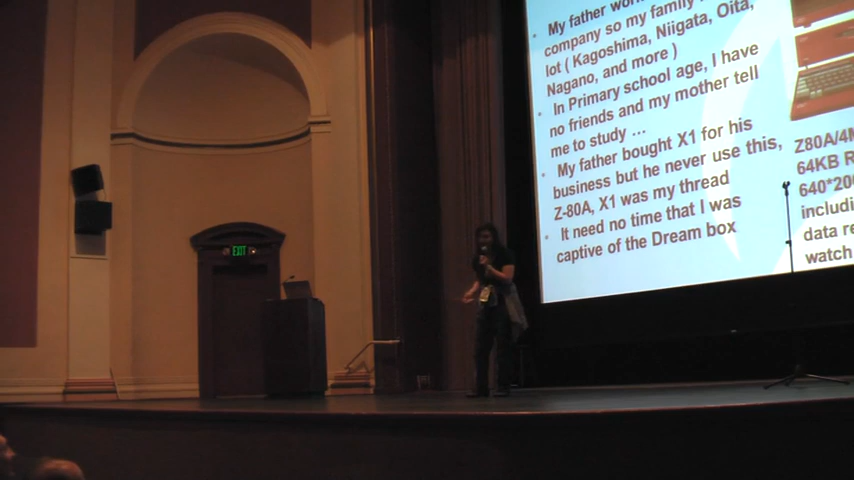 My father
company so my family
lot ( Kagoshima, Niigata, Oita,
Nagano, and more )
In Primary school age, I have
no friends and my mother tell
me to study ...
My father bought X1 for his
business but he never use this,
Z-80A, X1 was my thread
It need no time that I was
captive of the Dream box
Z80A/4M
64KB R
640*200
includi
data re
watch
EXIT